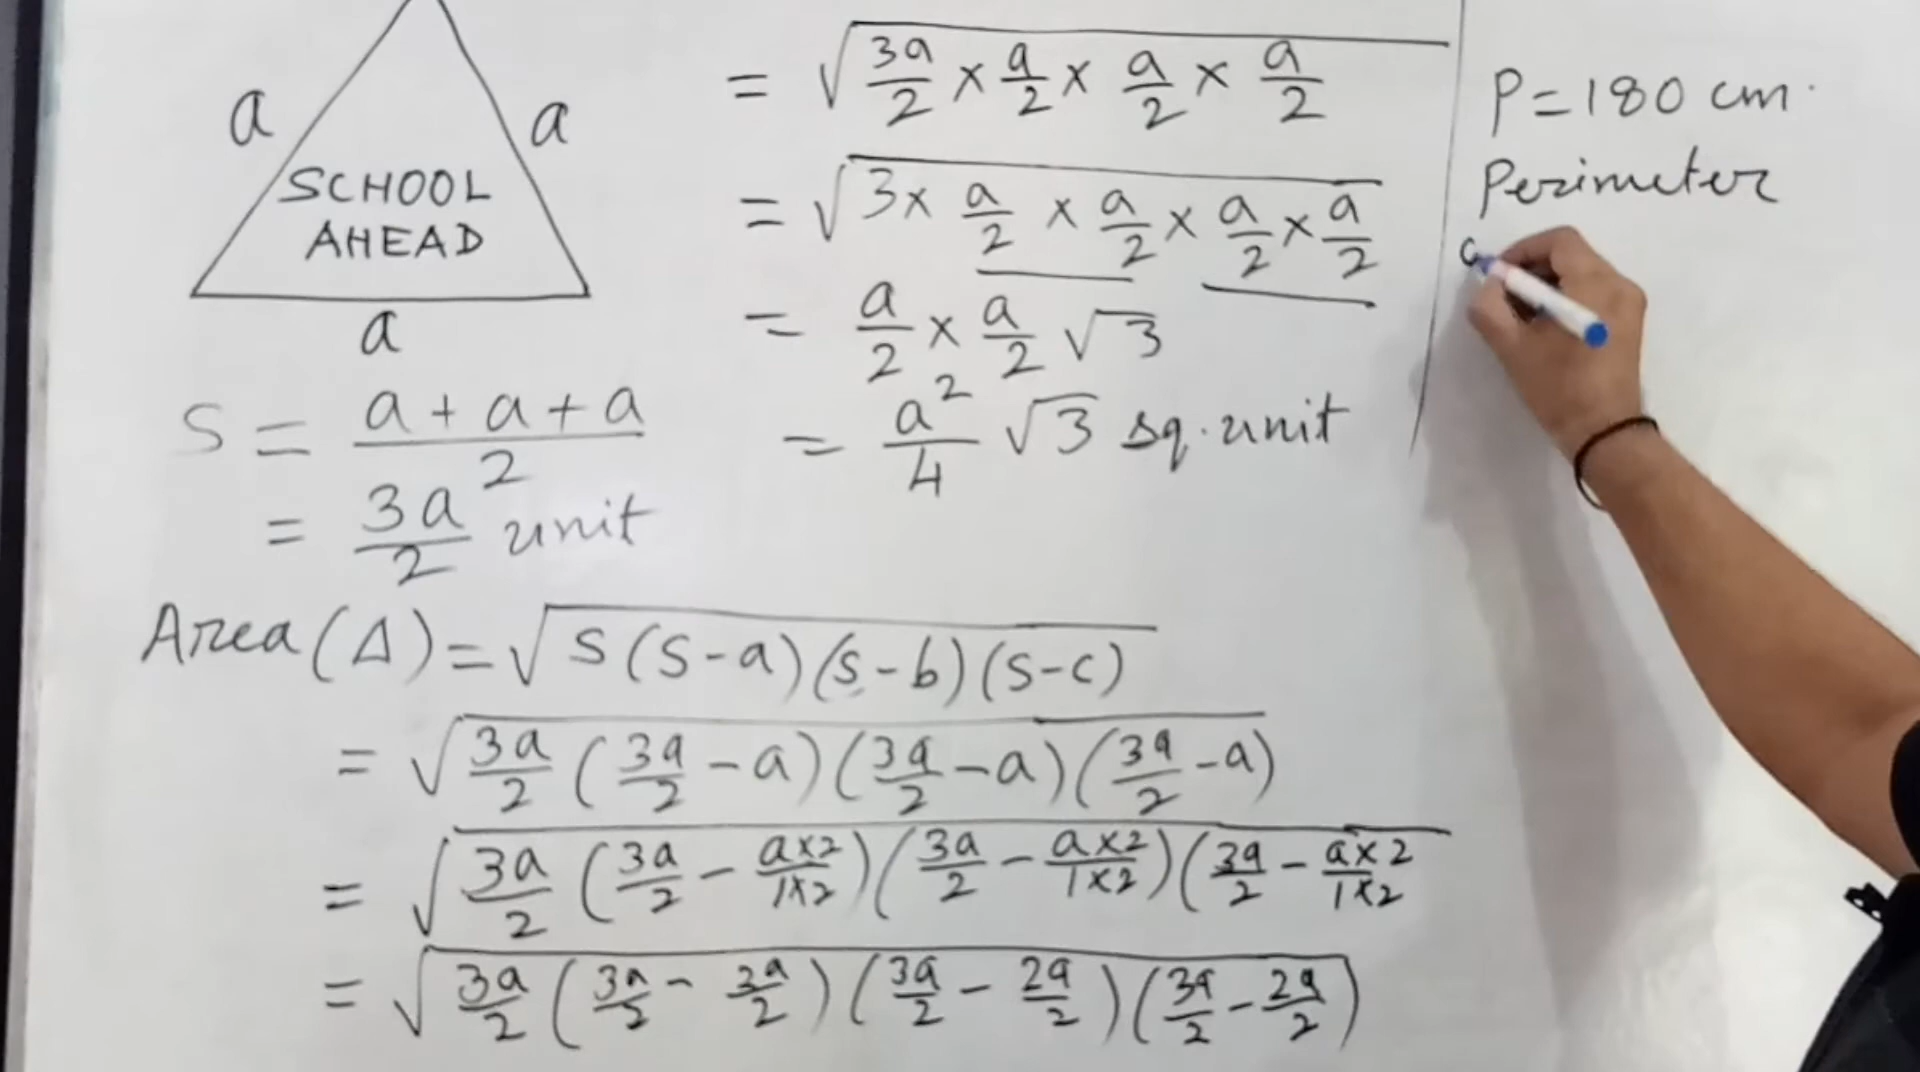 a
a
SCHOOL
AHEAD
a
S = (a + a + a)/2
= 3a/2 unit
Area (Δ) = √(S(S-a)(S-b)(S-c))
= √(3a/2 (3a/2 - a)(3a/2 - a)(3a/2 - a))
= √(3a/2 (3a/2 - a×2/1×2)(3a/2 - a×2/1×2)(3a/2 - a×2/1×2
= √(3a/2 (3a/2 - 2a/2)(3a/2 - 2a/2)(3a/2 - 2a/2))
= √(3a/2 × a/2 × a/2 × a/2)
= √(3 × a/2 × a/2 × a/2 × a/2)
= a/2 × a/2 √3
= a²/4 √3 sq. unit
P = 180 cm.
Perimeter